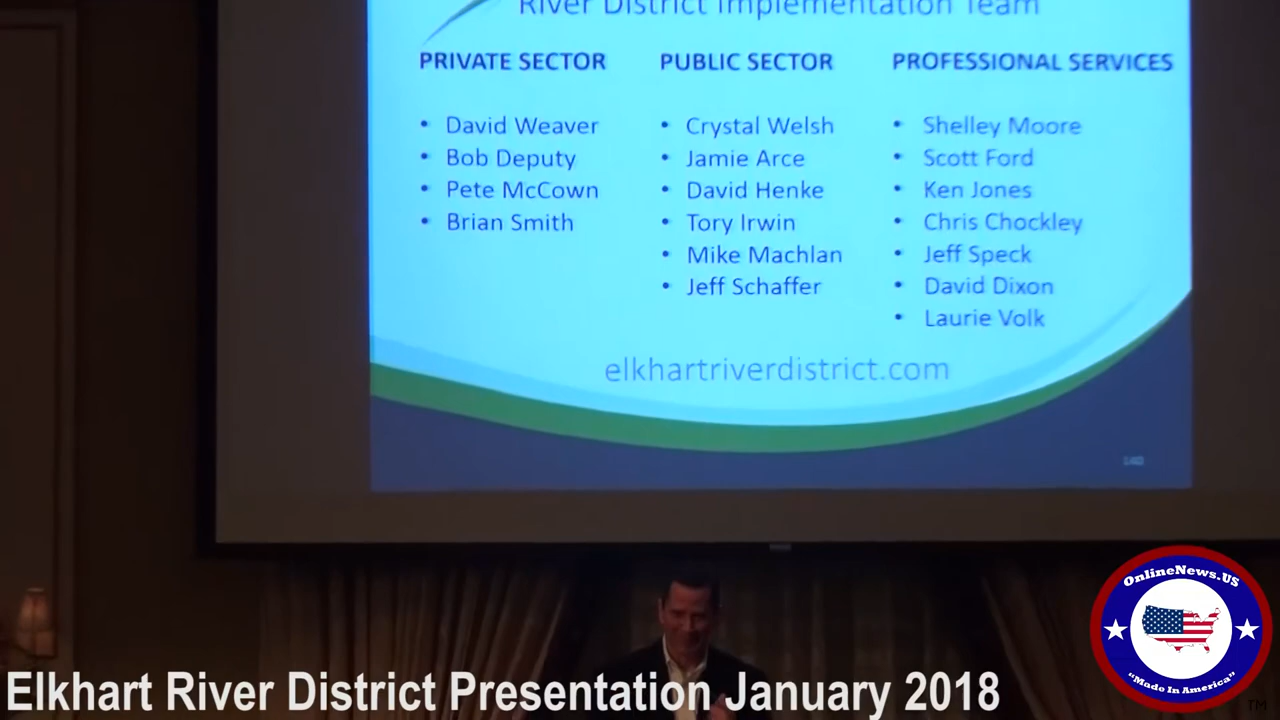 River District Implementation Team
PRIVATE SECTOR
• David Weaver
• Bob Deputy
• Pete McCown
• Brian Smith
PUBLIC SECTOR
• Crystal Welsh
• Jamie Arce
• David Henke
• Tory Irwin
• Mike Machlan
• Jeff Schaffer
PROFESSIONAL SERVICES
• Shelley Moore
• Scott Ford
• Ken Jones
• Chris Chockley
• Jeff Speck
• David Dixon
• Laurie Volk
elkhartriverdistrict.com
140
OnlineNews.US
"Made In America"
TM
Elkhart River District Presentation January 2018